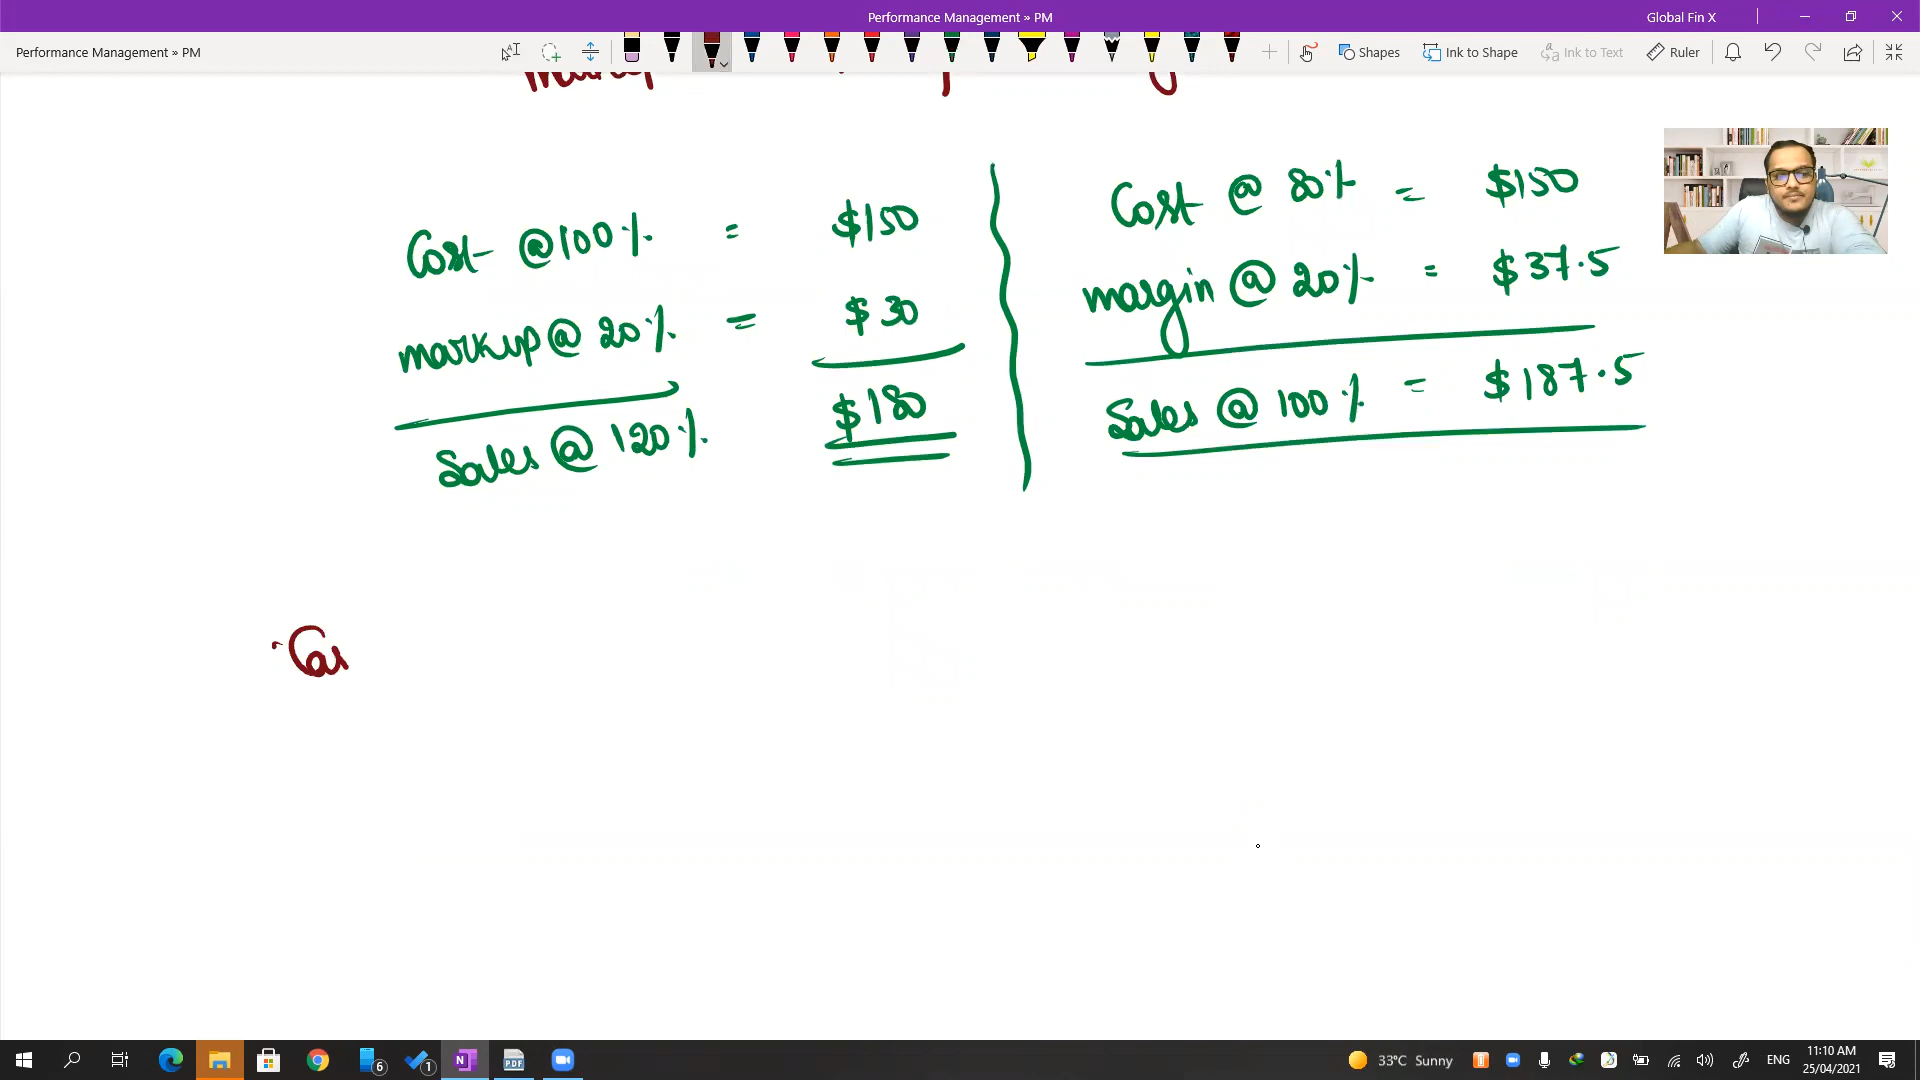 Performance Management » PM
Global Fin X
Performance Management » PM
Shapes
Ink to Shape
Ink to Text
Ruler
Cost @ 100% = $150
markup @ 20% = $30
Sales @ 120% $180
Cost @ 80% = $150
margin @ 20% = $37.5
Sales @ 100% = $187.5
33°C Sunny
ENG
11:10 AM
25/04/2021